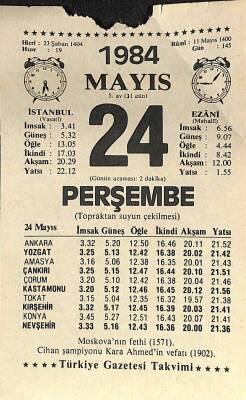 Hicrî : 23 Şaban 1404
Hızır : 19
1984
Rûmî : 11 Mayıs 1400
Gün : 145
MAYIS
5. ay (31 gün)
İSTANBUL
(Vasatî)
İmsak : 3.41
Güneş : 5.32
Öğle : 13.05
İkindi : 17.03
Akşam : 20.29
Yatsı : 22.12
24
(Günün uzaması: 2 dakika)
EZÂNÎ
(Mahallî)
İmsak : 6.56
Güneş : 9.07
Öğle : 4.44
İkindi : 8.42
Akşam : 12.00
Yatsı : 1.55
PERŞEMBE
(Topraktan suyun çekilmesi)
24 Mayıs İmsak Güneş Öğle İkindi Akşam Yatsı
ANKARA 3.32 5.20 12.50 16.46 20.11 21.52
YOZGAT 3.25 5.13 12.42 16.38 20.02 21.42
AMASYA 3.16 5.06 12.38 16.35 20.01 21.43
ÇANKIRI 3.25 5.15 12.47 16.44 20.10 21.51
ÇORUM 3.20 5.10 12.42 16.38 20.04 21.46
KASTAMONU 3.20 5.12 12.46 16.45 20.12 21.56
TOKAT 3.15 5.04 12.35 16.32 19.57 21.38
KIRŞEHİR 3.32 5.17 12.45 16.39 20.03 21.41
KONYA 3.45 5.27 12.51 16.43 20.07 21.41
NEVŞEHİR 3.33 5.16 12.43 16.36 20.00 21.36
Moskova'nın fethi (1571).
Cihan şampiyonu Kara Ahmed'in vefatı (1902).
★★★★ Türkiye Gazetesi Takvimi ★★★★